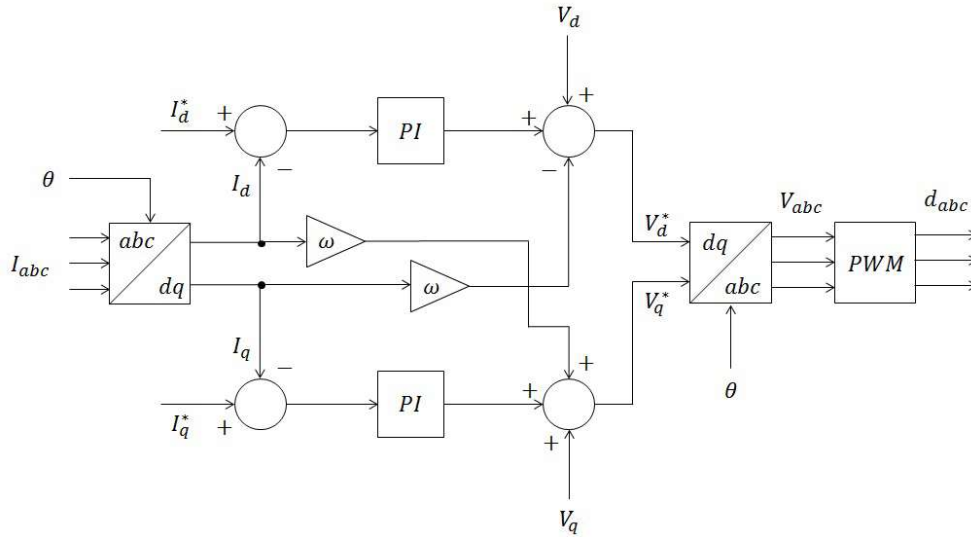 V_d
+
I_d^*
+
PI
+
−
I_d
−
θ
V_abc
d_abc
abc
ω
V_d^*
dq
PWM
I_abc
dq
ω
V_q^*
abc
I_q
−
+
θ
PI
+
I_q^*
+
+
V_q